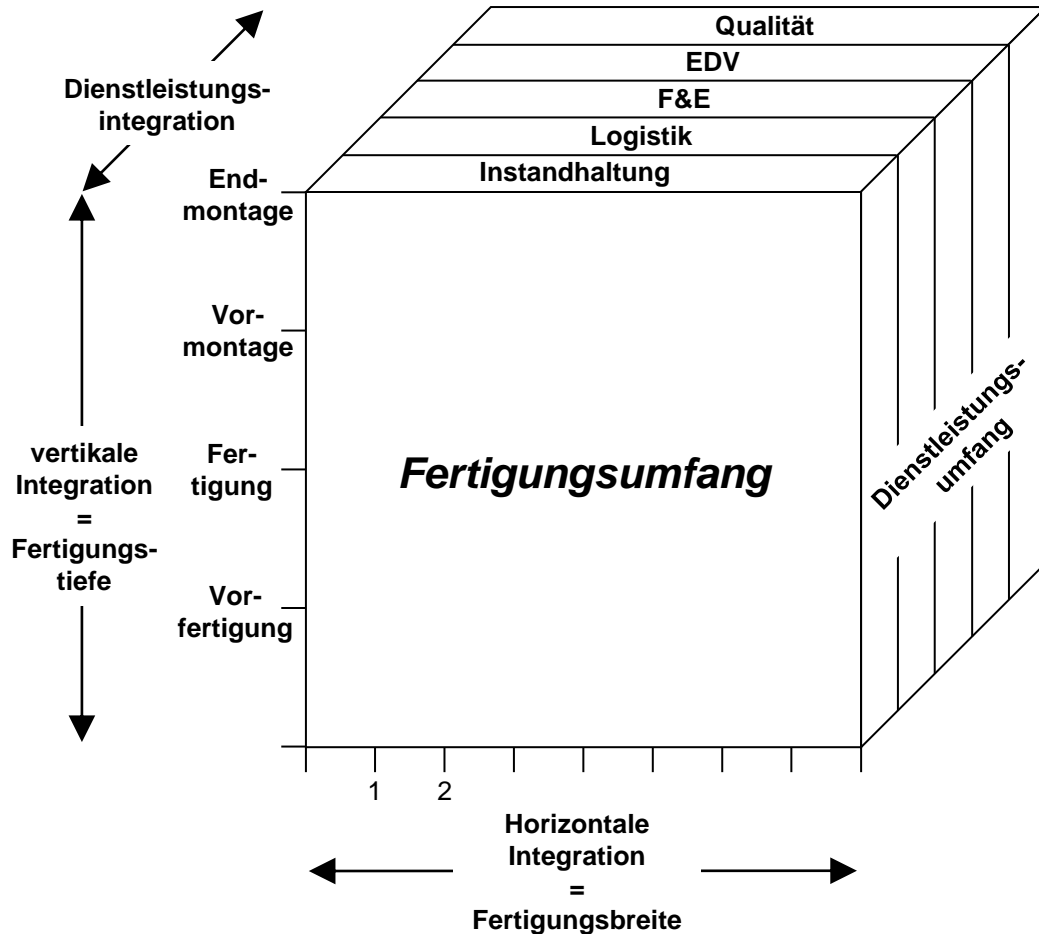 Qualität
EDV
F&E
Logistik
Instandhaltung
Dienstleistungs-
integration
End-
montage
Vor-
montage
Fer-
tigung
Vor-
fertigung
vertikale
Integration
=
Fertigungs-
tiefe
Fertigungsumfang
Dienstleistungs-
umfang
1
2
Horizontale
Integration
=
Fertigungsbreite